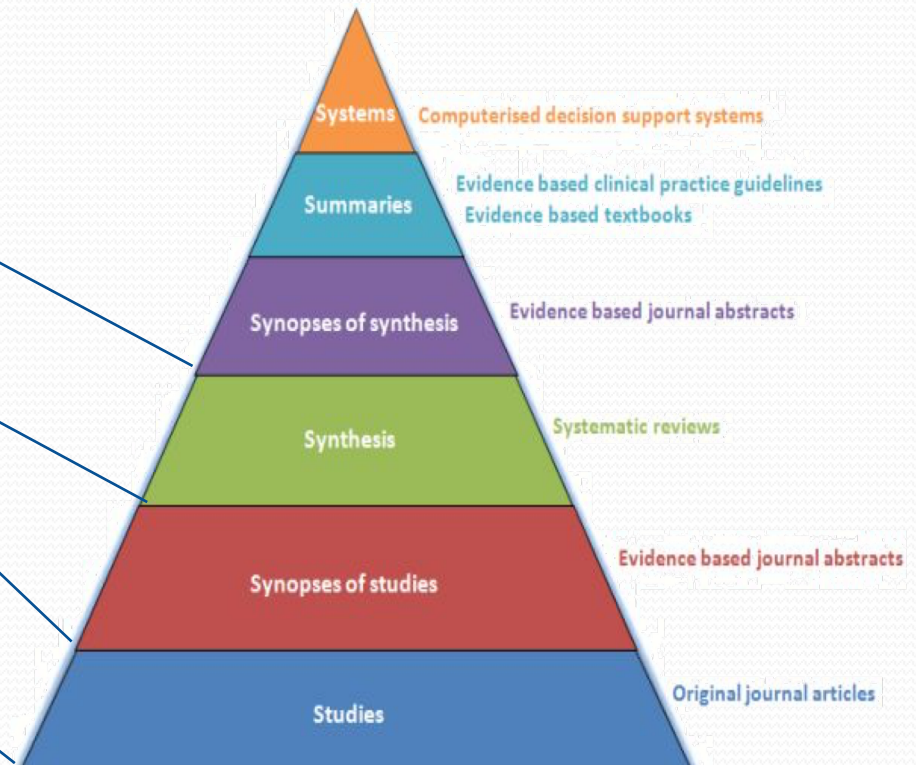 Systems
Computerised decision support systems
Summaries
Evidence based clinical practice guidelines
Evidence based textbooks
Synopses of synthesis
Evidence based journal abstracts
Synthesis
Systematic reviews
Synopses of studies
Evidence based journal abstracts
Studies
Original journal articles